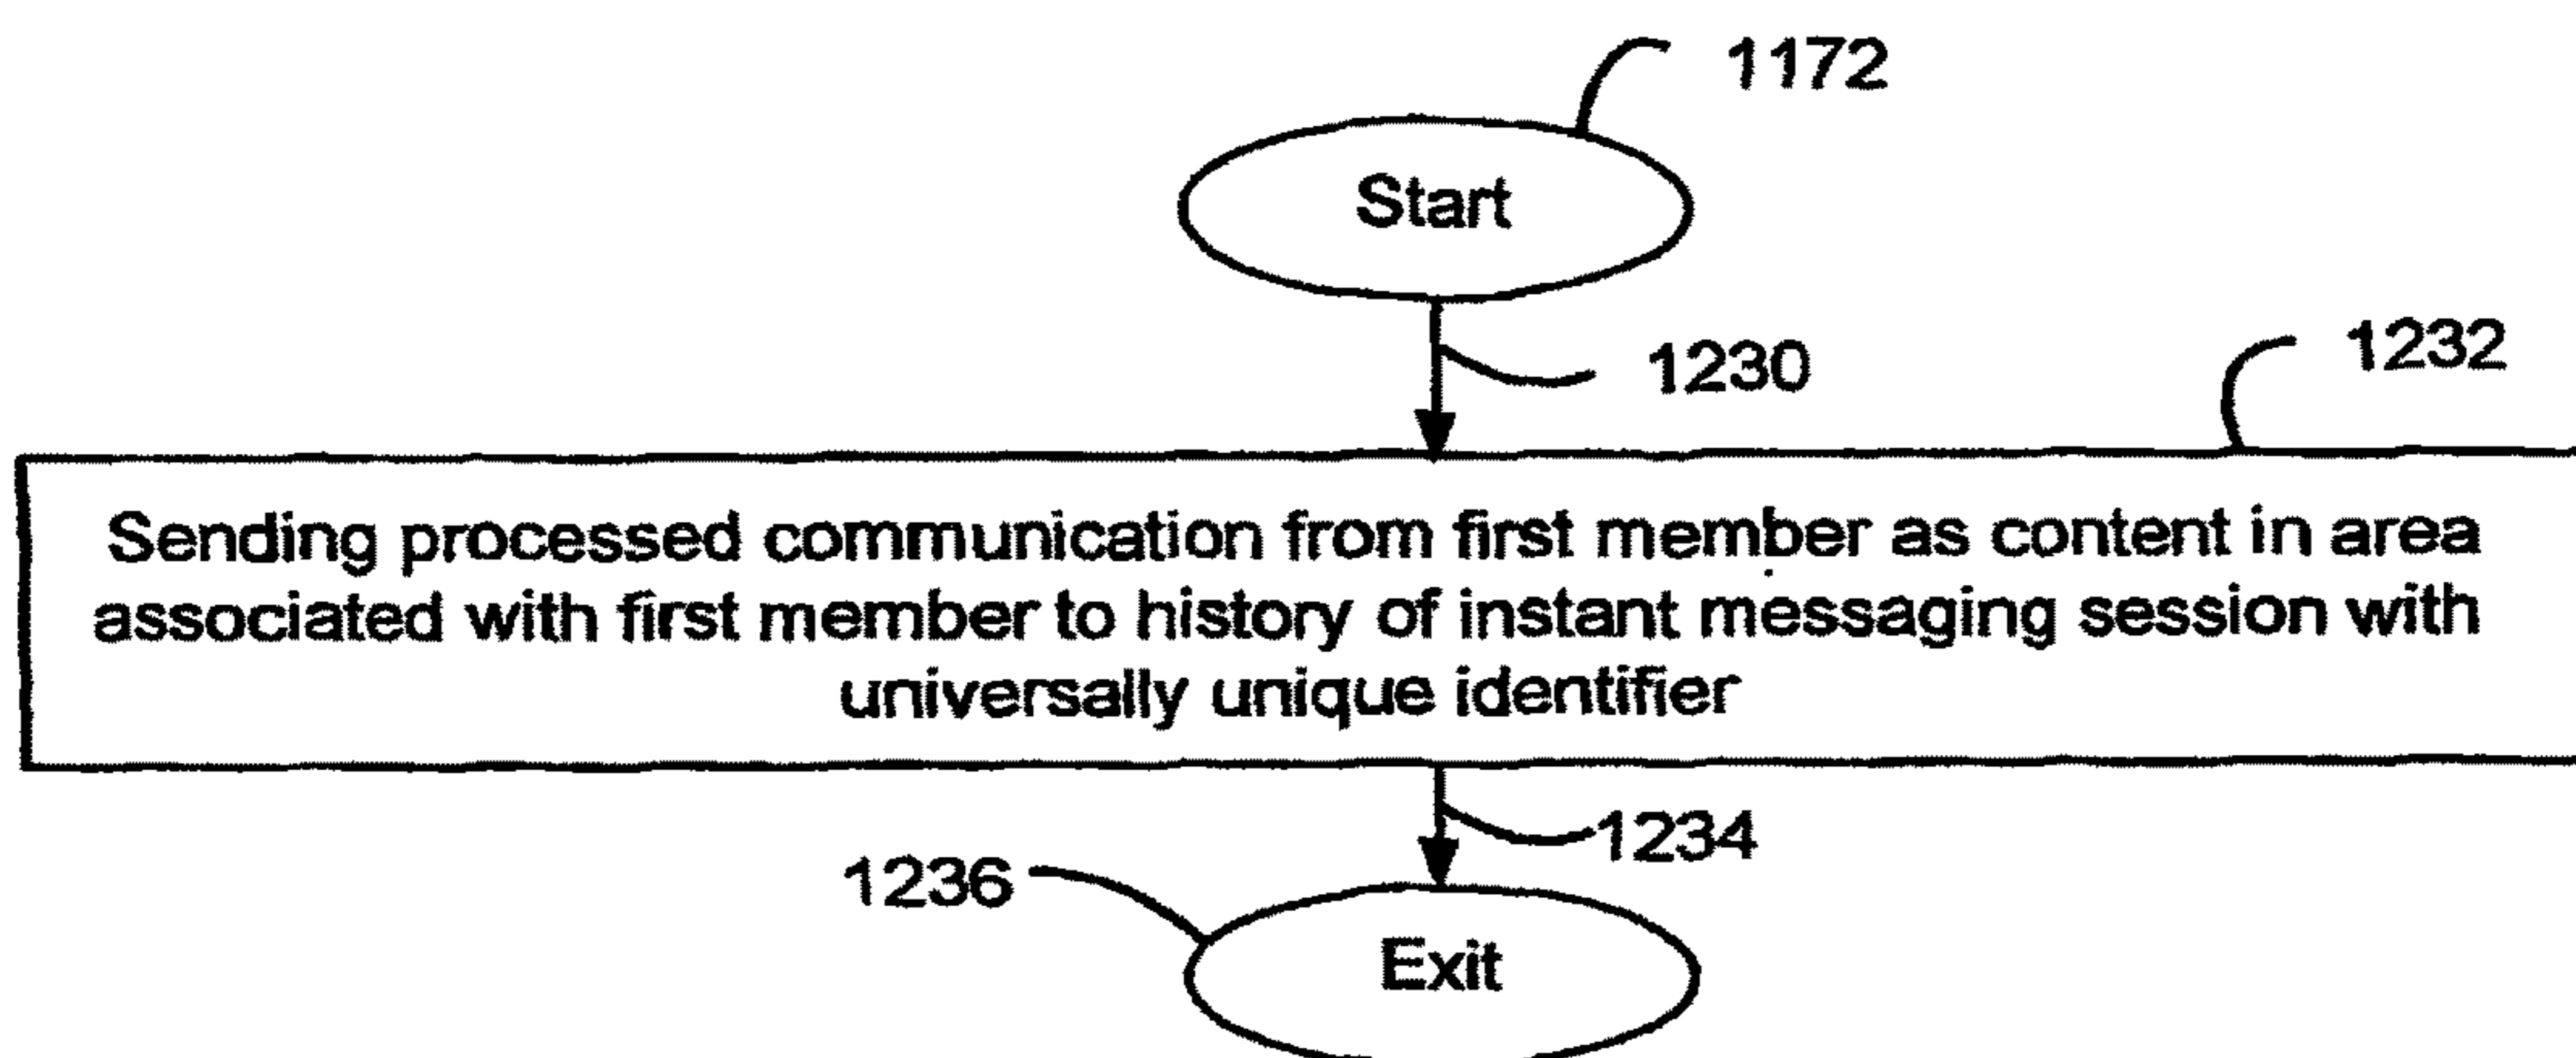 1172
Start
1230
1232
Sending processed communication from first member as content in area
associated with first member to history of instant messaging session with
universally unique identifier
1234
1236
Exit